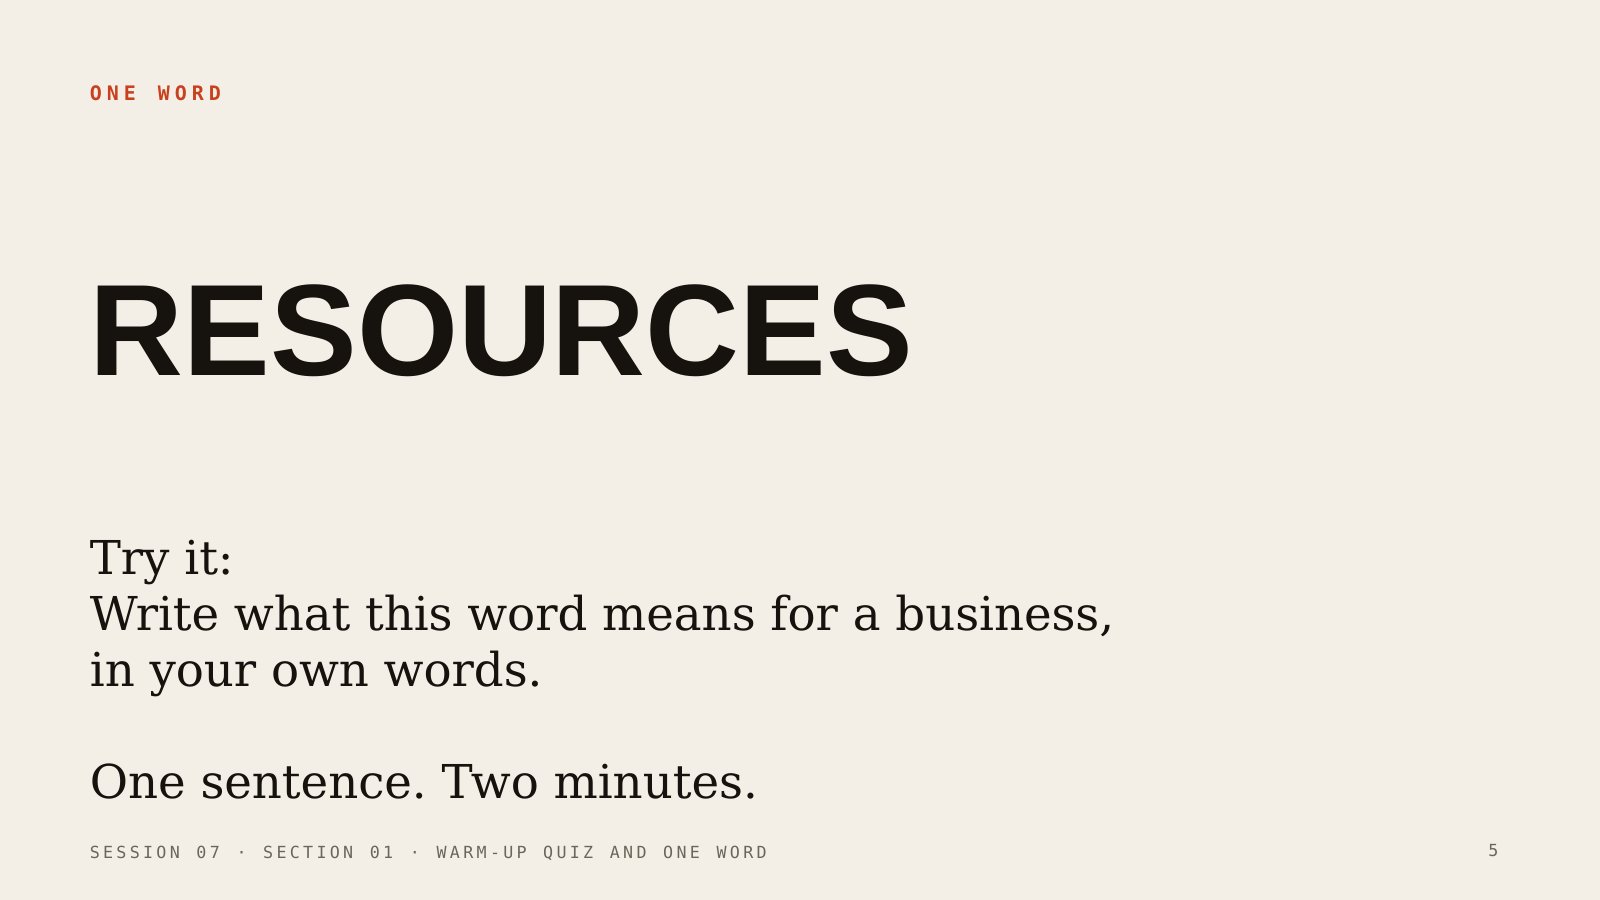 ONE WORD
RESOURCES
Try it:
Write what this word means for a business,
in your own words.
One sentence. Two minutes.
SESSION 07 · SECTION 01 · WARM-UP QUIZ AND ONE WORD
5